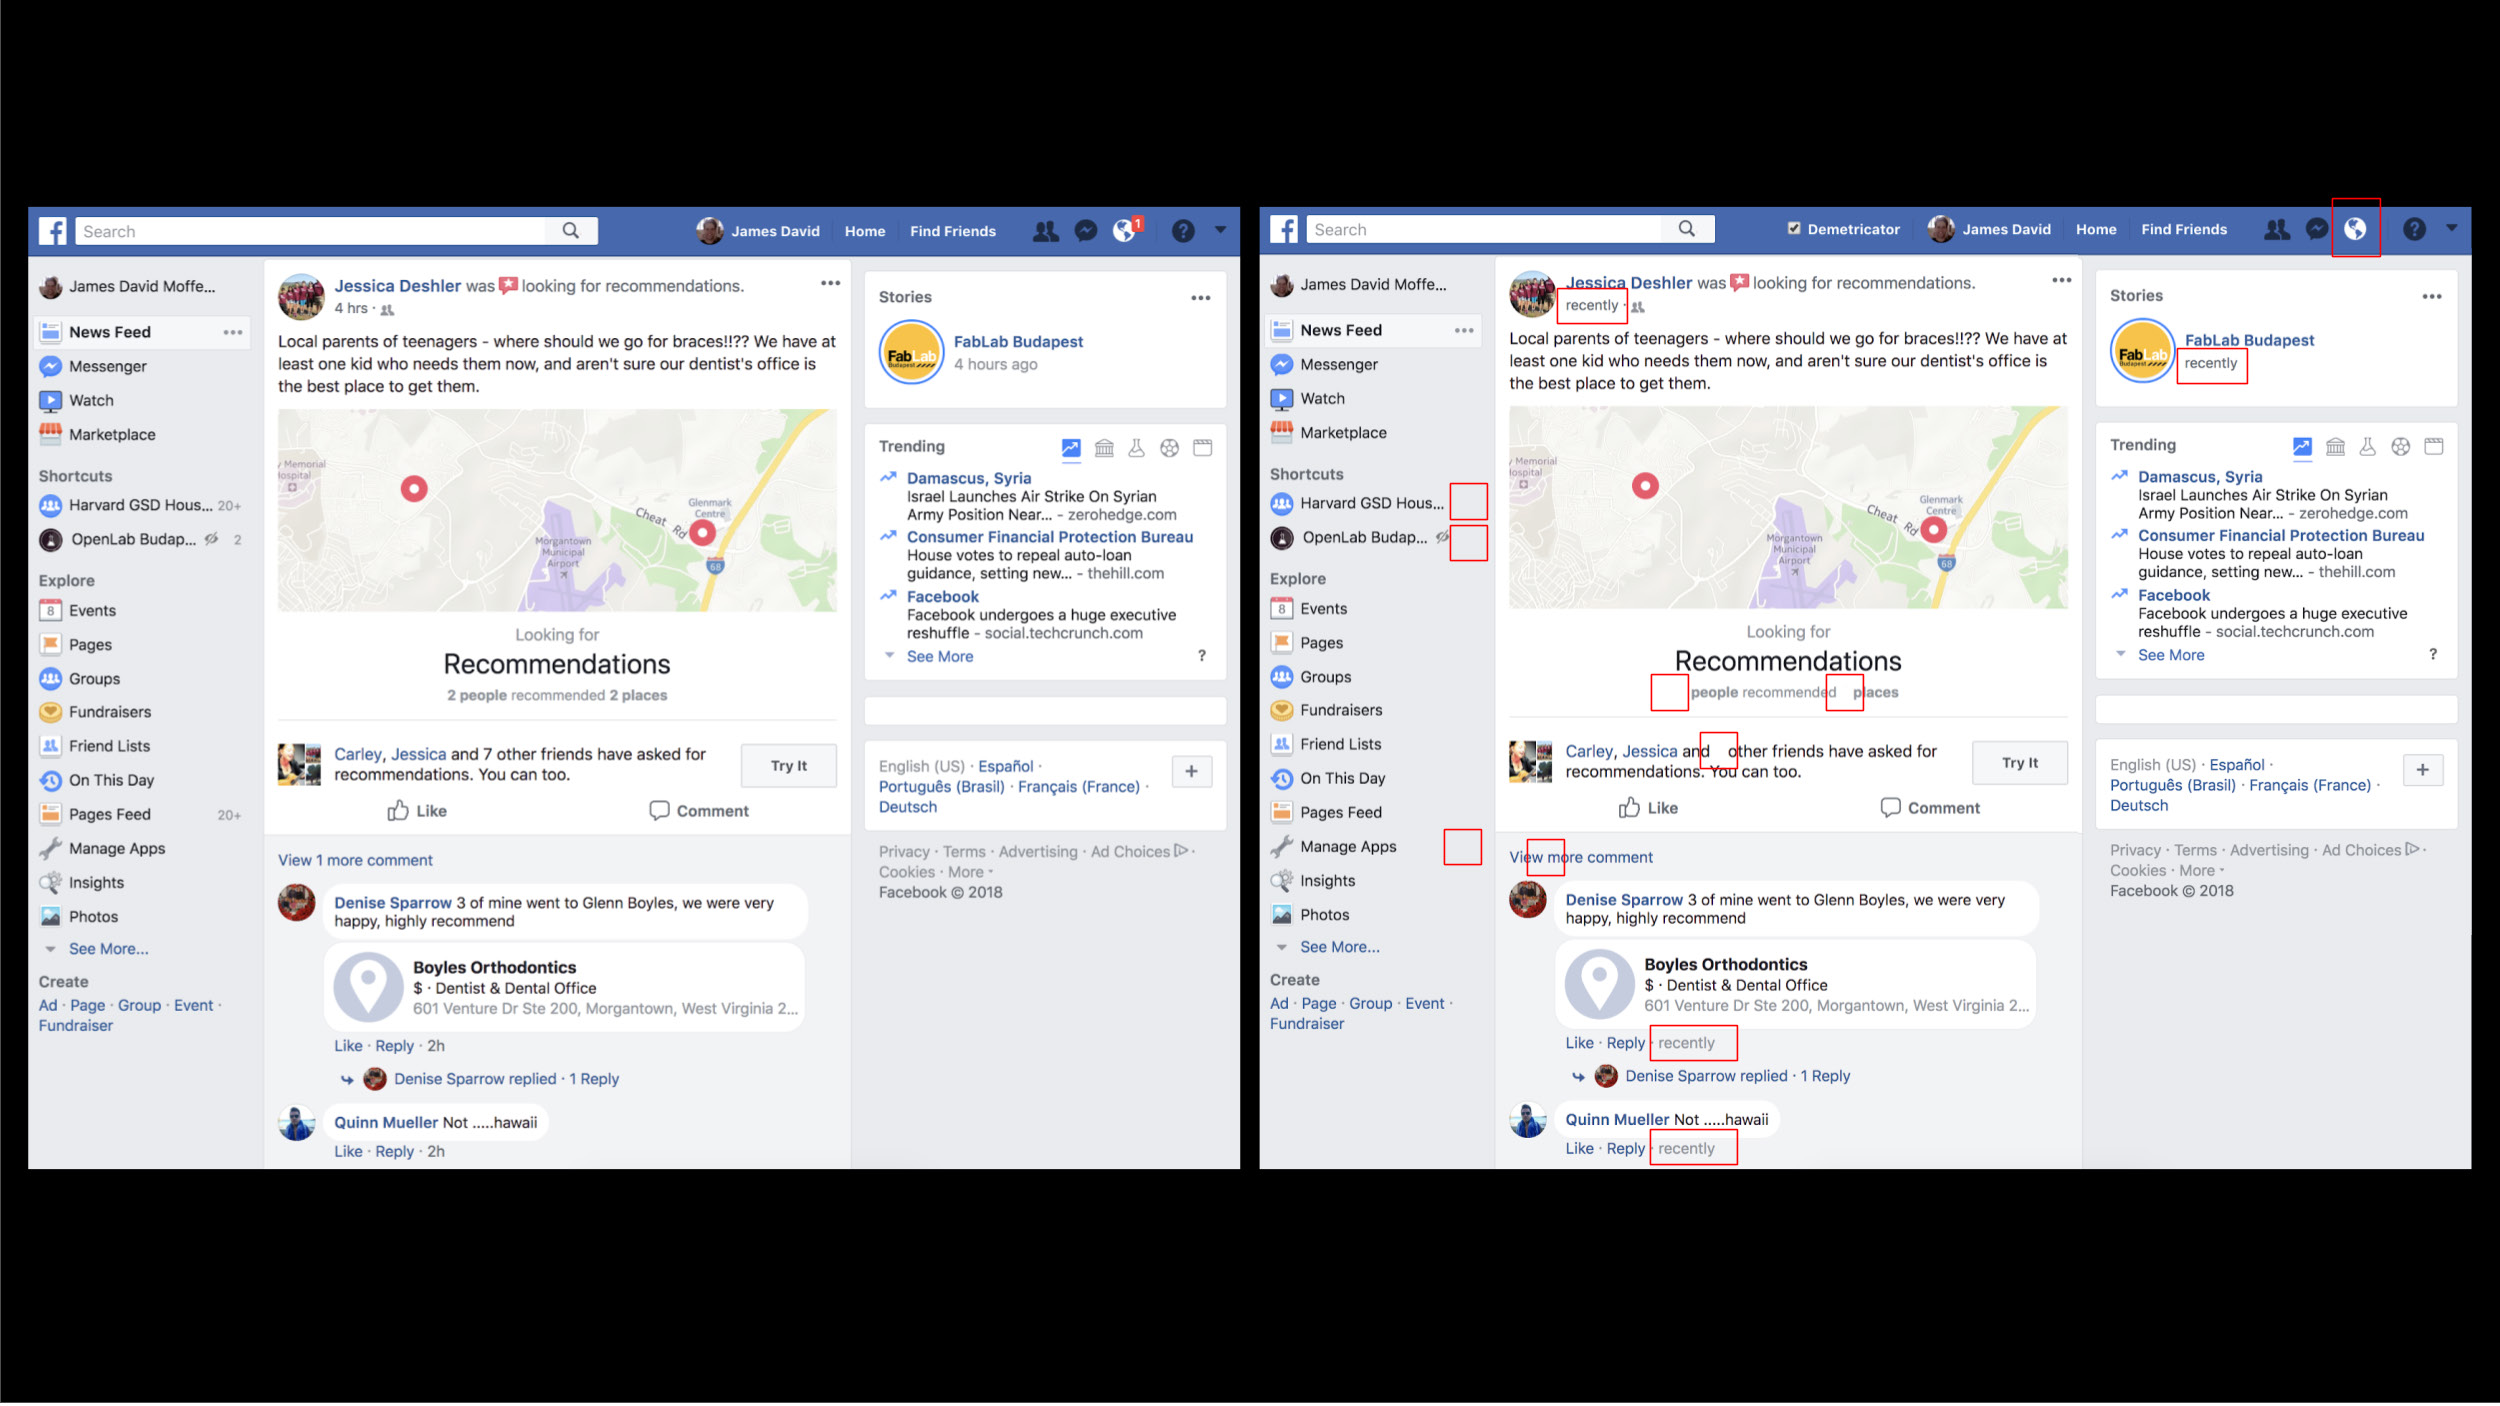 Search
James David
Home
Find Friends
1
James David Moffe...
News Feed
Messenger
Watch
Marketplace
Shortcuts
Harvard GSD Hous... 20+
OpenLab Budap... 2
Explore
8
Events
Pages
Groups
Fundraisers
Friend Lists
On This Day
Pages Feed 20+
Manage Apps
Insights
Photos
See More...
Create
Ad · Page · Group · Event ·
Fundraiser
Jessica Deshler was looking for recommendations.
4 hrs ·
Local parents of teenagers - where should we go for braces!!?? We have at
least one kid who needs them now, and aren't sure our dentist's office is
the best place to get them.
Memorial
Hospital
Glenmark
Centre
Cheat Rd
Morgantown
Municipal
Airport
68
Looking for
Recommendations
2 people recommended 2 places
Carley, Jessica and 7 other friends have asked for
recommendations. You can too.
Try It
Like
Comment
View 1 more comment
Denise Sparrow 3 of mine went to Glenn Boyles, we were very
happy, highly recommend
Boyles Orthodontics
$ · Dentist & Dental Office
601 Venture Dr Ste 200, Morgantown, West Virginia 2...
Like · Reply · 2h
Denise Sparrow replied · 1 Reply
Quinn Mueller Not .....hawaii
Like · Reply · 2h
Stories
FabLab
Budapest
FabLab Budapest
4 hours ago
Trending
Damascus, Syria
Israel Launches Air Strike On Syrian
Army Position Near... - zerohedge.com
Consumer Financial Protection Bureau
House votes to repeal auto-loan
guidance, setting new... - thehill.com
Facebook
Facebook undergoes a huge executive
reshuffle - social.techcrunch.com
See More
?
English (US) · Español ·
Português (Brasil) · Français (France) ·
Deutsch
Privacy · Terms · Advertising · Ad Choices ·
Cookies · More
Facebook © 2018
Search
Demetricator
James David
Home
Find Friends
James David Moffe...
News Feed
Messenger
Watch
Marketplace
Shortcuts
Harvard GSD Hous...
OpenLab Budap...
Explore
8
Events
Pages
Groups
Fundraisers
Friend Lists
On This Day
Pages Feed
Manage Apps
Insights
Photos
See More...
Create
Ad · Page · Group · Event ·
Fundraiser
Jessica Deshler was looking for recommendations.
recently ·
Local parents of teenagers - where should we go for braces!!?? We have at
least one kid who needs them now, and aren't sure our dentist's office is
the best place to get them.
Memorial
Hospital
Glenmark
Centre
Cheat Rd
Morgantown
Municipal
Airport
68
Looking for
Recommendations
people recommended places
Carley, Jessica and other friends have asked for
recommendations. You can too.
Try It
Like
Comment
View more comment
Denise Sparrow 3 of mine went to Glenn Boyles, we were very
happy, highly recommend
Boyles Orthodontics
$ · Dentist & Dental Office
601 Venture Dr Ste 200, Morgantown, West Virginia 2...
Like · Reply · recently
Denise Sparrow replied · 1 Reply
Quinn Mueller Not .....hawaii
Like · Reply · recently
Stories
FabLab
Budapest
FabLab Budapest
recently
Trending
Damascus, Syria
Israel Launches Air Strike On Syrian
Army Position Near... - zerohedge.com
Consumer Financial Protection Bureau
House votes to repeal auto-loan
guidance, setting new... - thehill.com
Facebook
Facebook undergoes a huge executive
reshuffle - social.techcrunch.com
See More
?
English (US) · Español ·
Português (Brasil) · Français (France) ·
Deutsch
Privacy · Terms · Advertising · Ad Choices ·
Cookies · More
Facebook © 2018